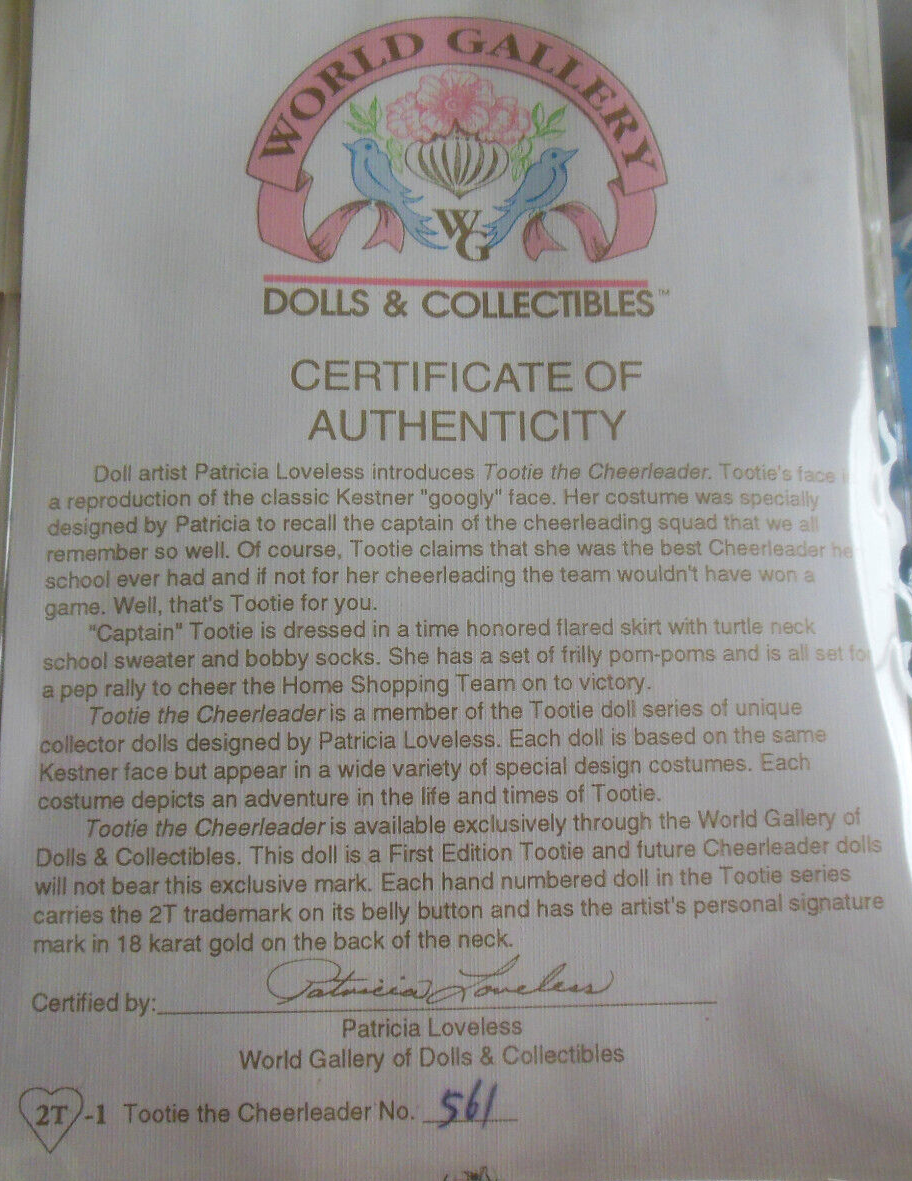 WORLD GALLERY
WG
DOLLS & COLLECTIBLES™
CERTIFICATE OF
AUTHENTICITY
Doll artist Patricia Loveless introduces Tootie the Cheerleader. Tootie's face
a reproduction of the classic Kestner "googly" face. Her costume was specially
designed by Patricia to recall the captain of the cheerleading squad that we all
remember so well. Of course, Tootie claims that she was the best Cheerleader her
school ever had and if not for her cheerleading the team wouldn't have won a
game. Well, that's Tootie for you.
"Captain" Tootie is dressed in a time honored flared skirt with turtle neck
school sweater and bobby socks. She has a set of frilly pom-poms and is all set for
a pep rally to cheer the Home Shopping Team on to victory.
Tootie the Cheerleader is a member of the Tootie doll series of unique
collector dolls designed by Patricia Loveless. Each doll is based on the same
Kestner face but appear in a wide variety of special design costumes. Each
costume depicts an adventure in the life and times of Tootie.
Tootie the Cheerleader is available exclusively through the World Gallery of
Dolls & Collectibles. This doll is a First Edition Tootie and future Cheerleader dolls
will not bear this exclusive mark. Each hand numbered doll in the Tootie series
carries the 2T trademark on its belly button and has the artist's personal signature
mark in 18 karat gold on the back of the neck.
Certified by: Patricia Loveless
Patricia Loveless
World Gallery of Dolls & Collectibles
2T-1 Tootie the Cheerleader No. 561